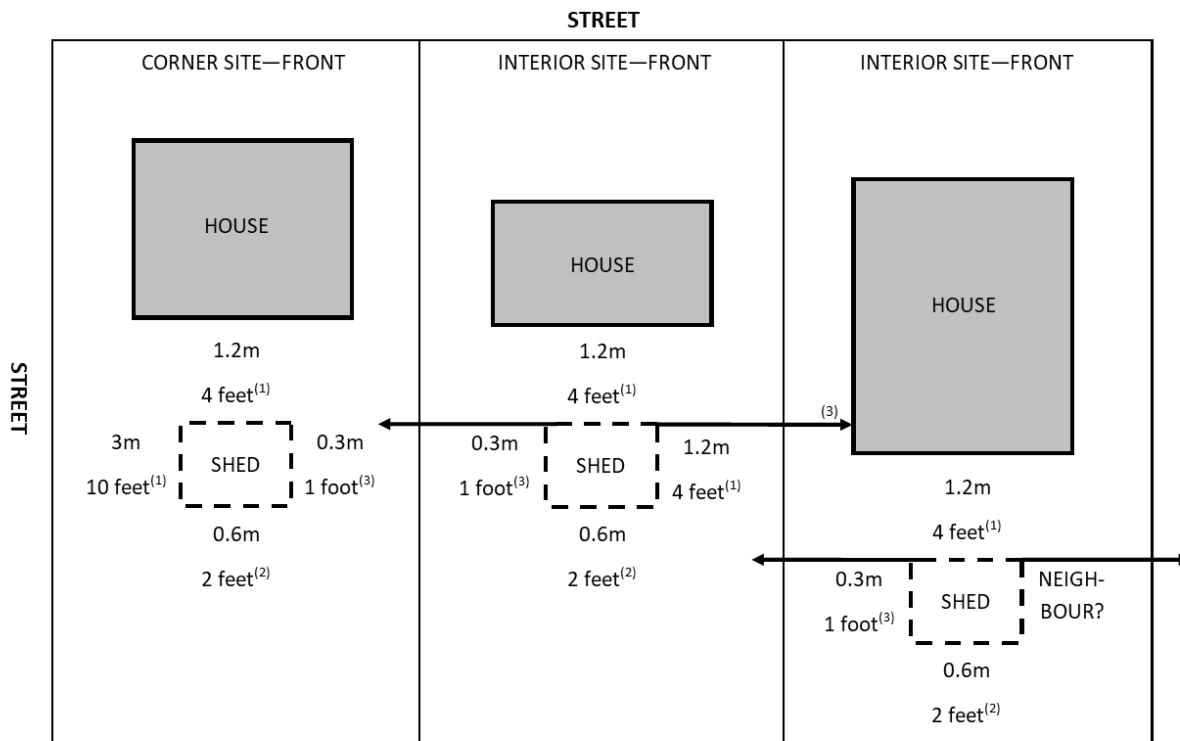 STREET
CORNER SITE—FRONT
INTERIOR SITE—FRONT
INTERIOR SITE—FRONT
STREET
HOUSE
1.2m
4 feet(1)
3m
10 feet(1)
SHED
0.3m
1 foot(3)
0.6m
2 feet(2)
HOUSE
1.2m
4 feet(1)
0.3m
1 foot(3)
SHED
1.2m
4 feet(1)
0.6m
2 feet(2)
(3)
HOUSE
1.2m
4 feet(1)
0.3m
1 foot(3)
SHED
NEIGH-
BOUR?
0.6m
2 feet(2)